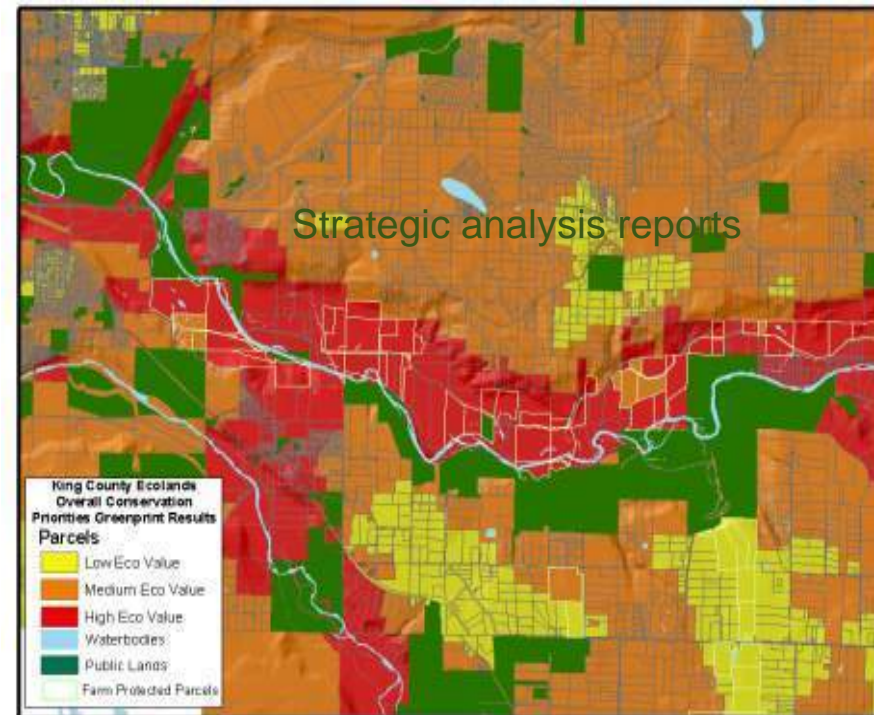 Strategic analysis reports
King County Ecolands
Overall Conservation
Priorities Greenprint Results
Parcels
Low Eco Value
Medium Eco Value
High Eco Value
Waterbodies
Public Lands
Farm Protected Parcels